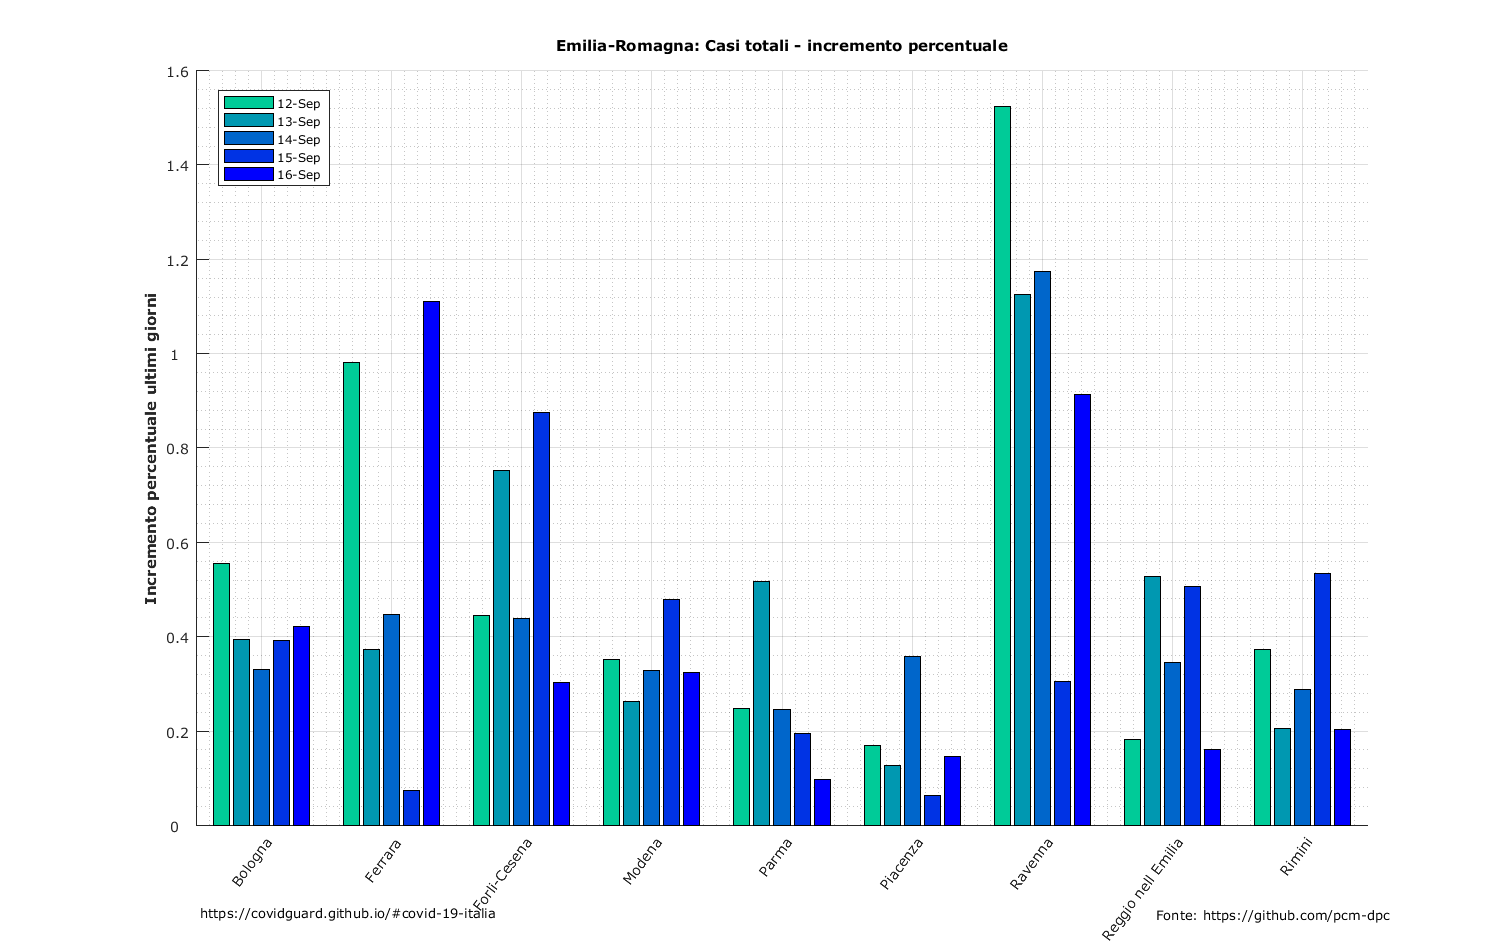 Emilia-Romagna: Casi totali - incremento percentuale
1.6
1.4
1.2
1
0.8
0.6
0.4
0.2
0
Incremento percentuale ultimi giorni
12-Sep
13-Sep
14-Sep
15-Sep
16-Sep
Bologna
Ferrara
Forlì-Cesena
Modena
Parma
Piacenza
Ravenna
Reggio nell Emilia
Rimini
https://covidguard.github.io/#covid-19-italia
Fonte: https://github.com/pcm-dpc